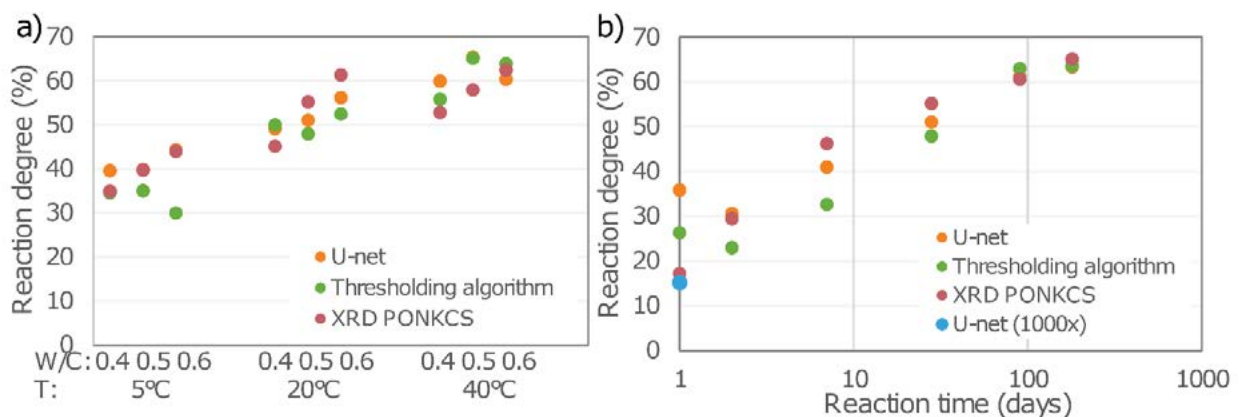 a)
70
60
50
40
30
20
10
0
Reaction degree (%)
U-net
Thresholding algorithm
XRD PONKCS
W/C: 0.4 0.5 0.6 0.4 0.5 0.6 0.4 0.5 0.6
T: 5℃ 20℃ 40℃
b)
70
60
50
40
30
20
10
0
Reaction degree (%)
U-net
Thresholding algorithm
XRD PONKCS
U-net (1000x)
1 10 100 1000
Reaction time (days)